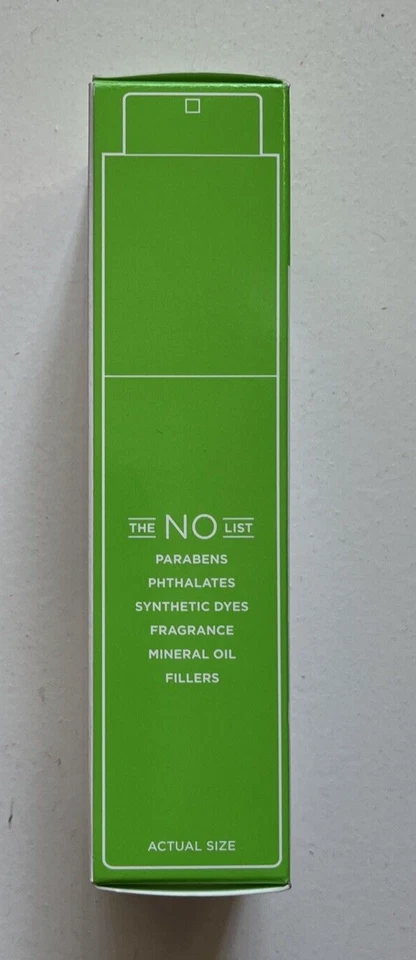 THE NO LIST
PARABENS
PHTHALATES
SYNTHETIC DYES
FRAGRANCE
MINERAL OIL
FILLERS
ACTUAL SIZE